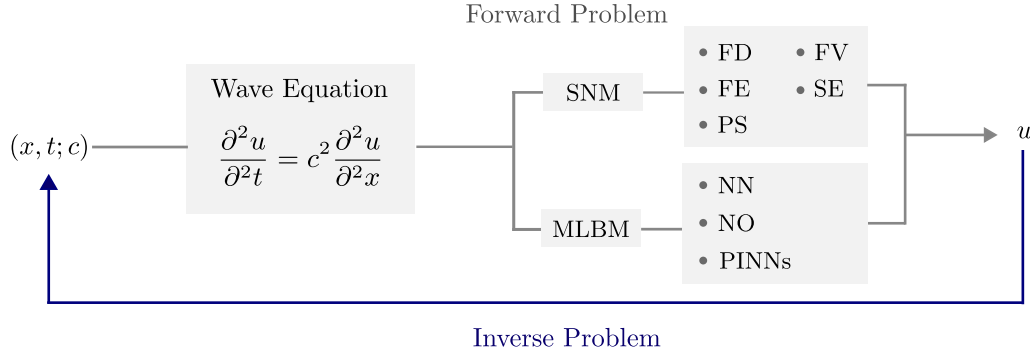 Forward Problem
(x, t; c)
Wave Equation
∂²u/∂²t = c² ∂²u/∂²x
SNM
• FD
• FV
• FE
• SE
• PS
MLBM
• NN
• NO
• PINNs
u
Inverse Problem